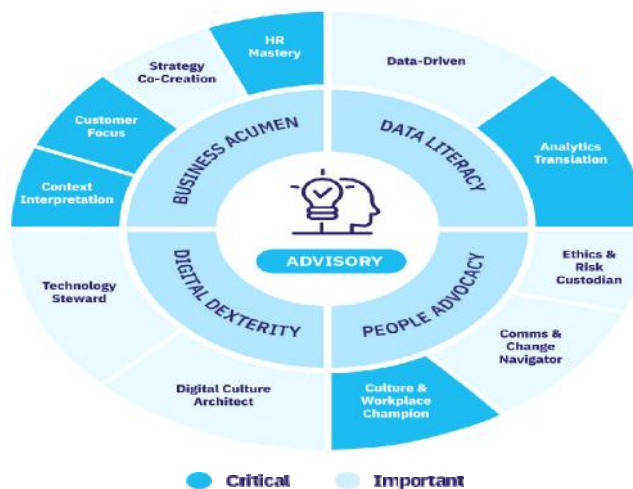 HR
Mastery
Strategy
Co-Creation
Data-Driven
Customer
Focus
BUSINESS ACUMEN
DATA LITERACY
Analytics
Translation
Context
Interpretation
ADVISORY
Technology
Steward
DIGITAL DEXTERITY
PEOPLE ADVOCACY
Ethics &
Risk
Custodian
Comms &
Change
Navigator
Digital Culture
Architect
Culture &
Workplace
Champion
Critical
Important